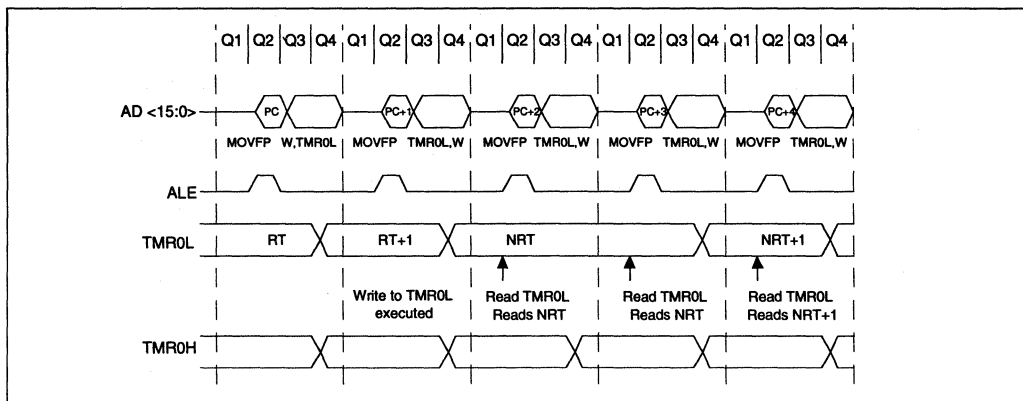 Q1 Q2 Q3 Q4 Q1 Q2 Q3 Q4 Q1 Q2 Q3 Q4 Q1 Q2 Q3 Q4 Q1 Q2 Q3 Q4
AD <15:0> PC PC+1 PC+2 PC+3 PC+4
MOVFP W,TMR0L MOVFP TMR0L,W MOVFP TMR0L,W MOVFP TMR0L,W MOVFP TMR0L,W
ALE
TMR0L RT RT+1 NRT NRT+1
Write to TMR0L Read TMR0L Read TMR0L Read TMR0L
executed Reads NRT Reads NRT Reads NRT+1
TMR0H